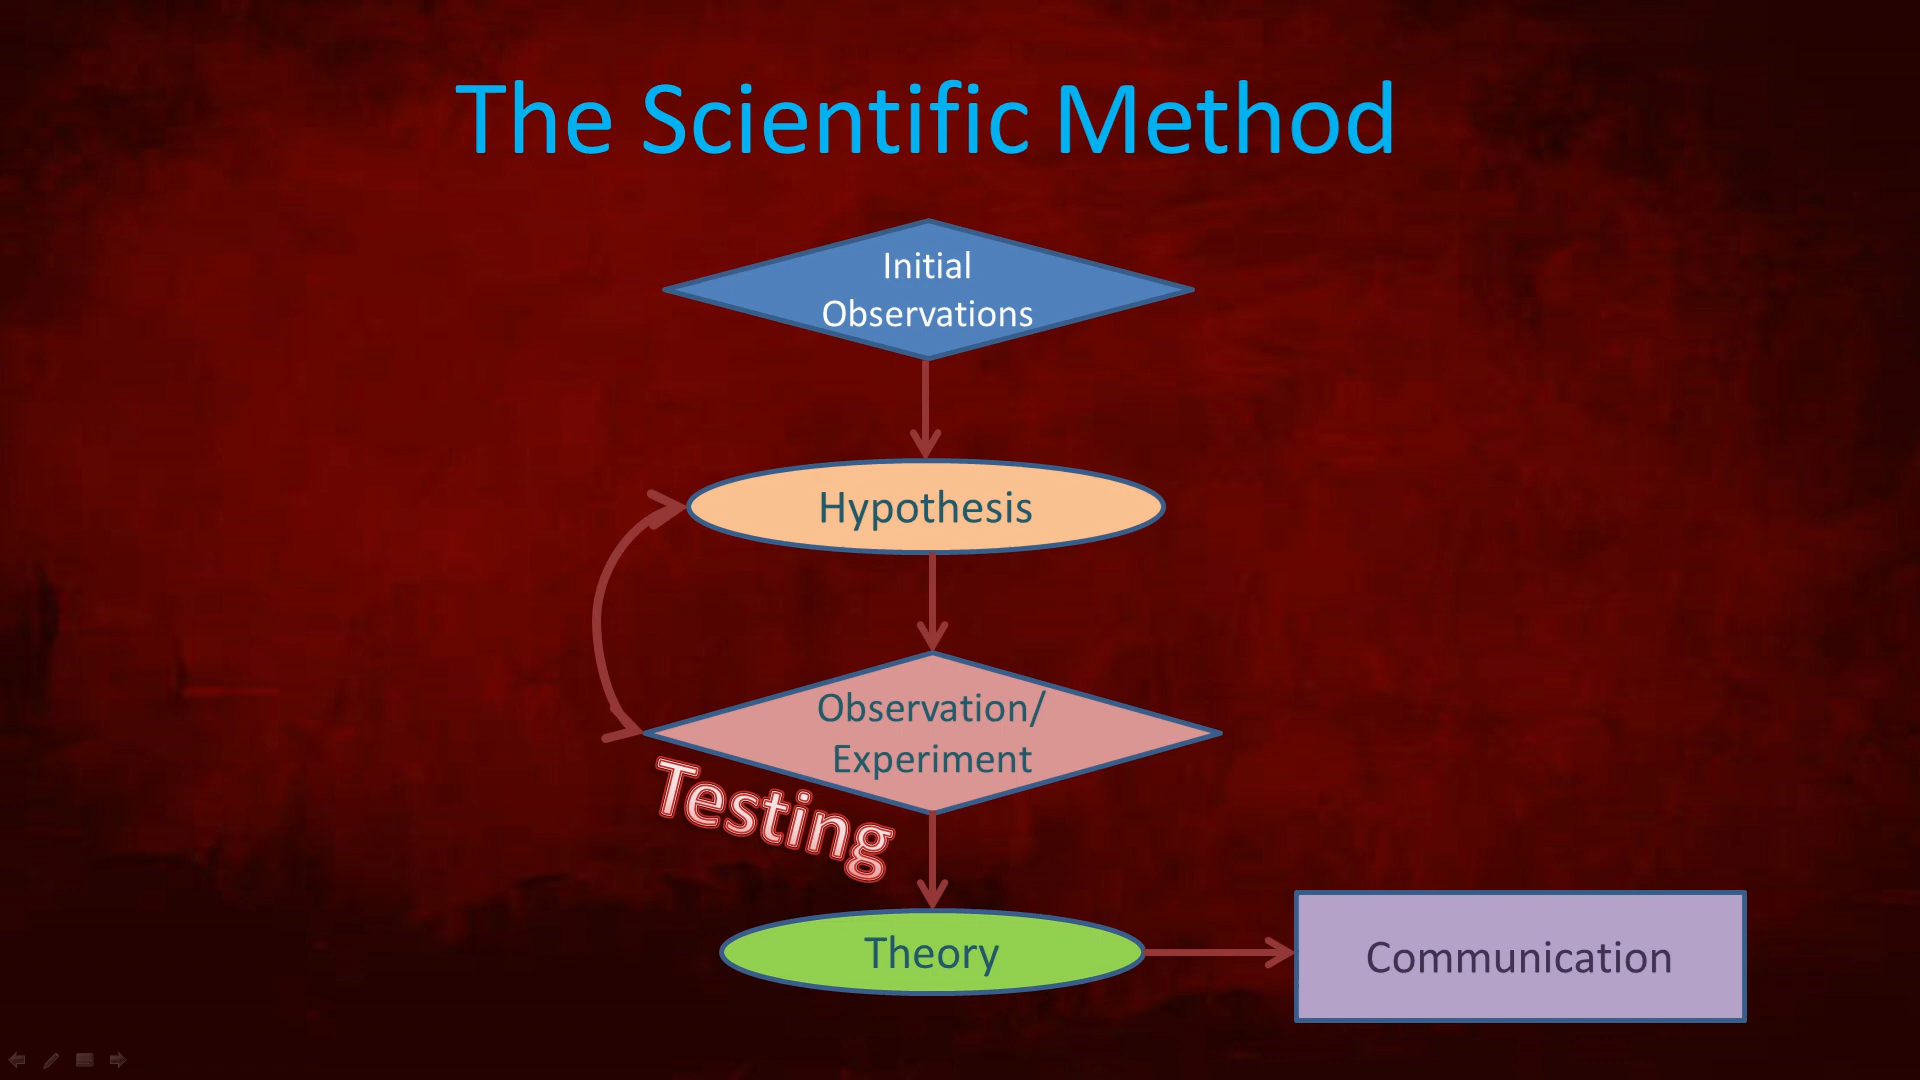 The Scientific Method
Initial
Observations
Hypothesis
Observation/
Experiment
Testing
Theory
Communication